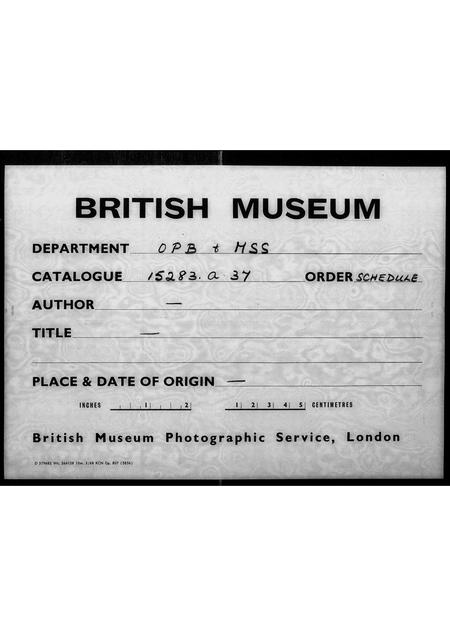 BRITISH MUSEUM
DEPARTMENT OPB & MSS
CATALOGUE 15283.a.37 ORDER SCHEDULE
AUTHOR —
TITLE —
PLACE & DATE OF ORIGIN —
INCHES 1 2 1 2 3 4 5 CENTIMETRES
British Museum Photographic Service, London